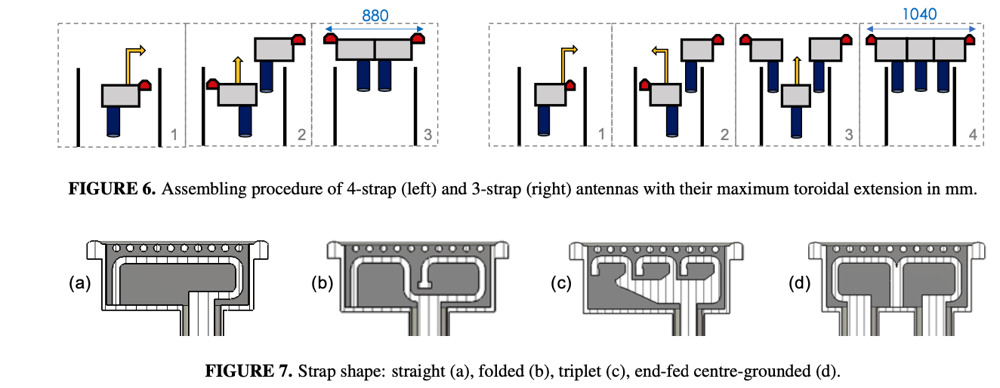 880
1040
1
2
3
1
2
3
4
FIGURE 6. Assembling procedure of 4-strap (left) and 3-strap (right) antennas with their maximum toroidal extension in mm.
(a)
(b)
(c)
(d)
FIGURE 7. Strap shape: straight (a), folded (b), triplet (c), end-fed centre-grounded (d).